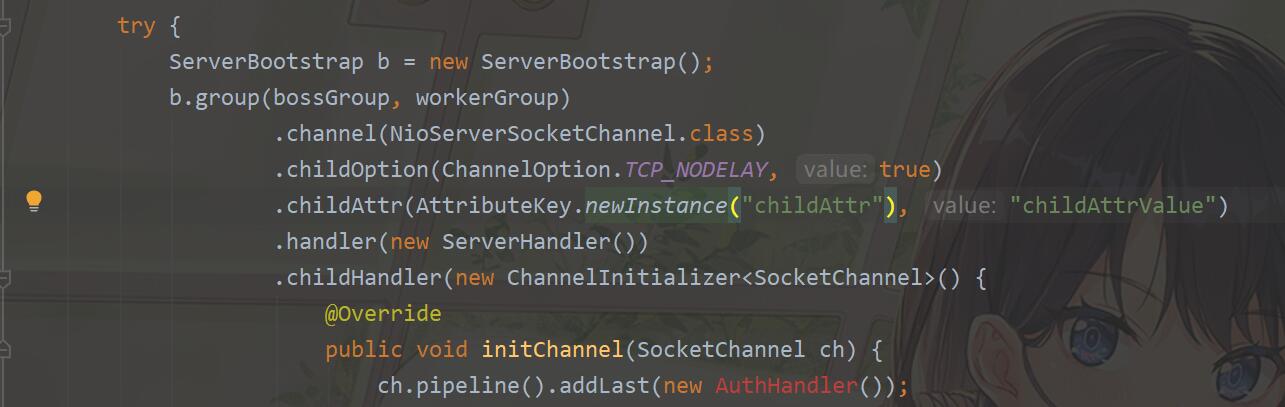 try {
ServerBootstrap b = new ServerBootstrap();
b.group(bossGroup, workerGroup)
.channel(NioServerSocketChannel.class)
.childOption(ChannelOption.TCP_NODELAY, value: true)
.childAttr(AttributeKey.newInstance("childAttr"), value: "childAttrValue")
.handler(new ServerHandler())
.childHandler(new ChannelInitializer<SocketChannel>() {
@Override
public void initChannel(SocketChannel ch) {
ch.pipeline().addLast(new AuthHandler());